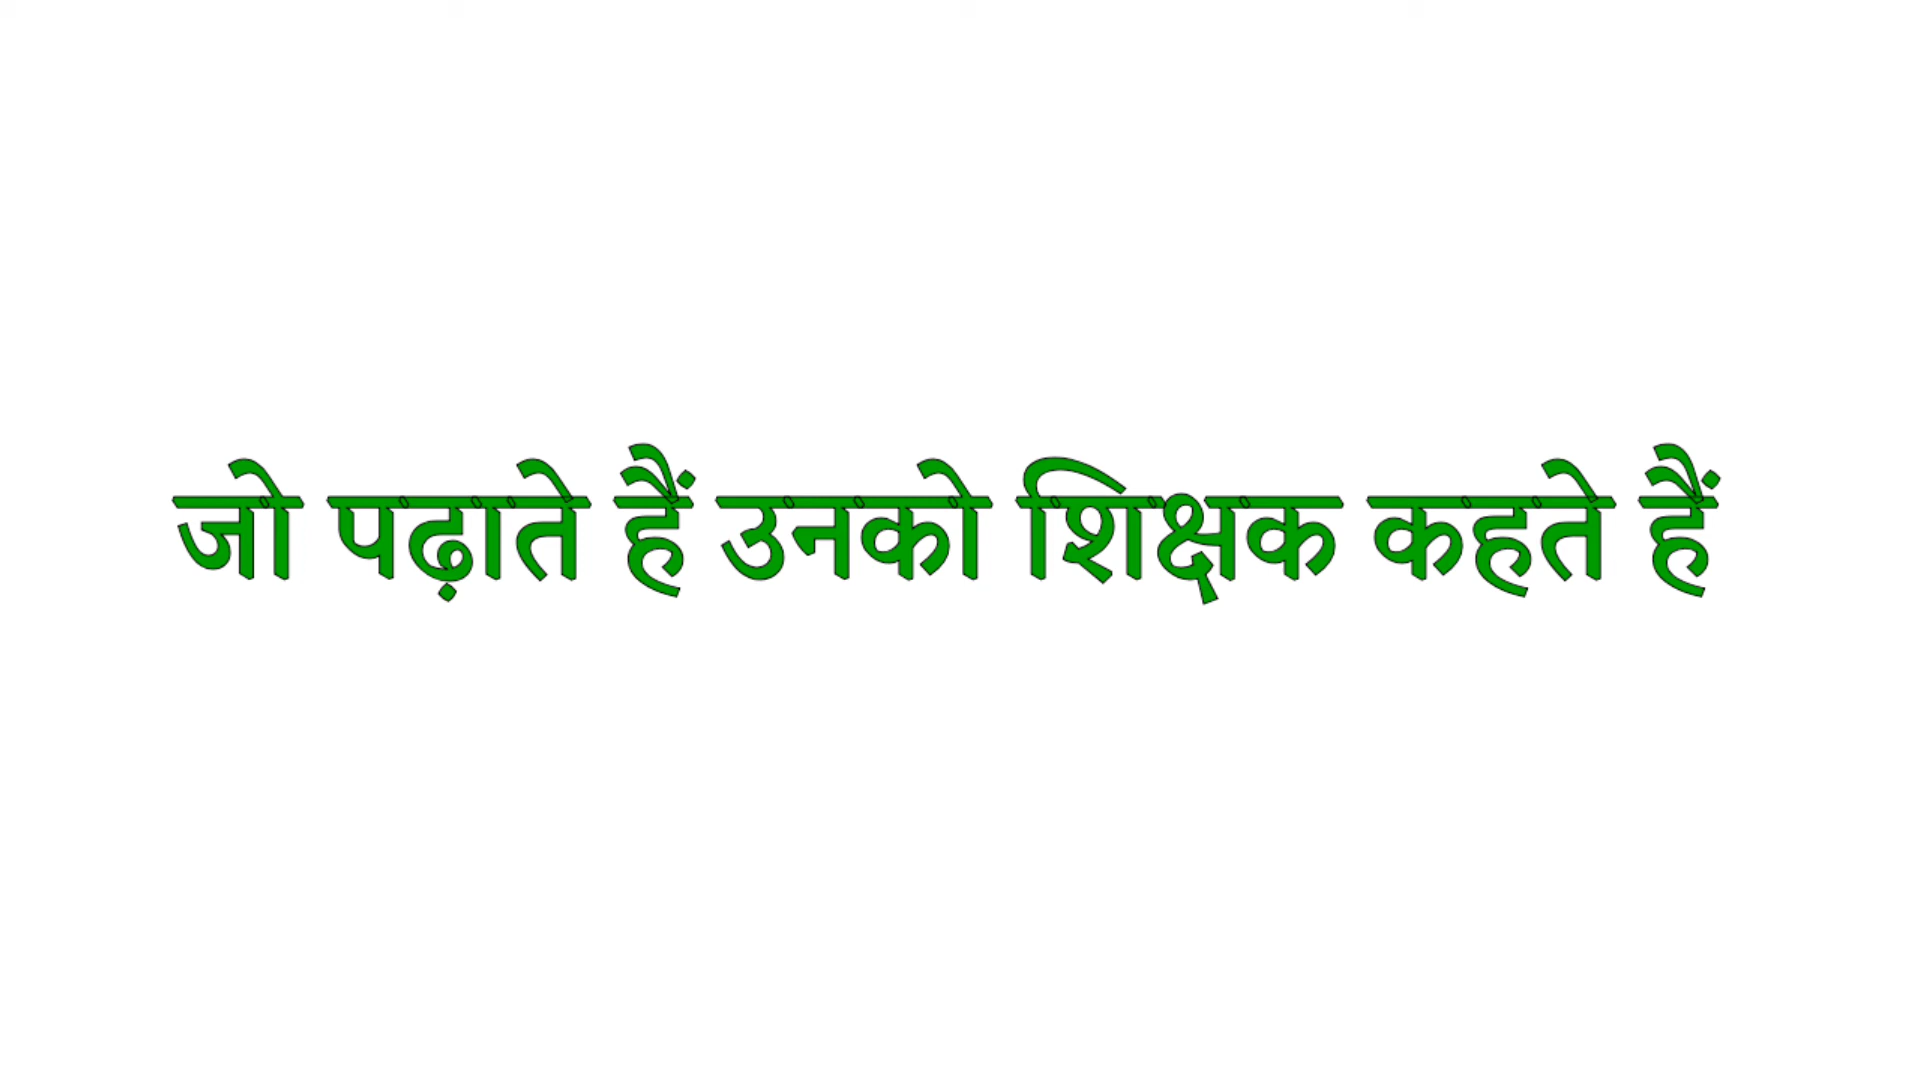 जो पढ़ाते हैं उनको शिक्षक कहते हैं